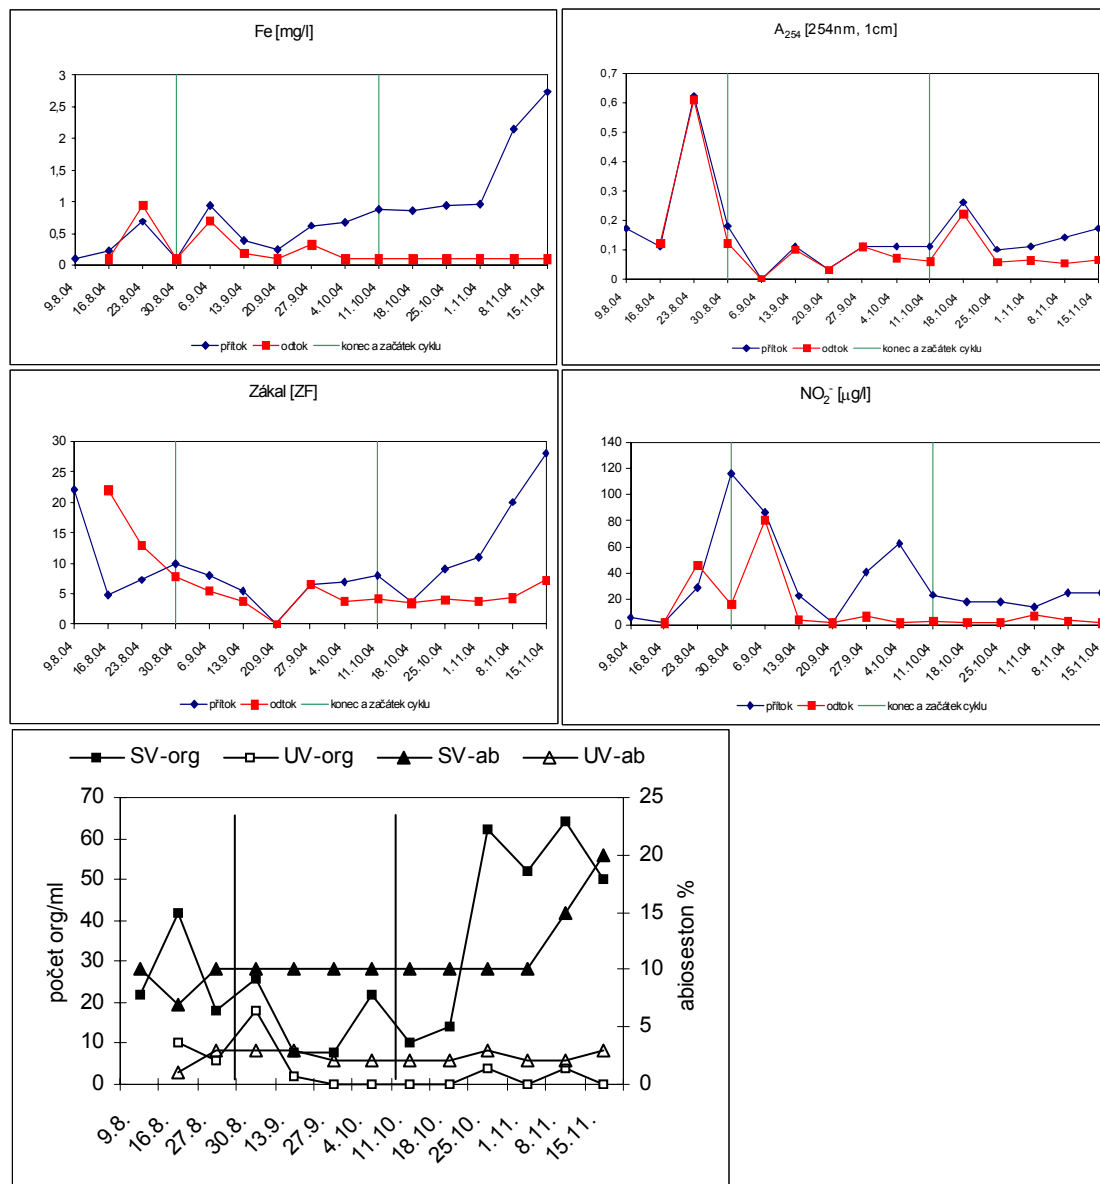 Fe [mg/l]
3
2,5
2
1,5
1
0,5
0
9.8.04 16.8.04 23.8.04 30.8.04 6.9.04 13.9.04 20.9.04 27.9.04 4.10.04 11.10.04 18.10.04 25.10.04 1.11.04 8.11.04 15.11.04
přítok odtok konec a začátek cyklu
A254 [254nm, 1cm]
0,7
0,6
0,5
0,4
0,3
0,2
0,1
0
9.8.04 16.8.04 23.8.04 30.8.04 6.9.04 13.9.04 20.9.04 27.9.04 4.10.04 11.10.04 18.10.04 25.10.04 1.11.04 8.11.04 15.11.04
přítok odtok konec a začátek cyklu
Zákal [ZF]
30
25
20
15
10
5
0
9.8.04 16.8.04 23.8.04 30.8.04 6.9.04 13.9.04 20.9.04 27.9.04 4.10.04 11.10.04 18.10.04 25.10.04 1.11.04 8.11.04 15.11.04
přítok odtok konec a začátek cyklu
NO2- [µg/l]
140
120
100
80
60
40
20
0
9.8.04 16.8.04 23.8.04 30.8.04 6.9.04 13.9.04 20.9.04 27.9.04 4.10.04 11.10.04 18.10.04 25.10.04 1.11.04 8.11.04 15.11.04
přítok odtok konec a začátek cyklu
SV-org UV-org SV-ab UV-ab
počet org/ml
70
60
50
40
30
20
10
0
25
20
15
10
5
0
abioseston %
9.8. 16.8. 27.8. 30.8. 13.9. 27.9. 4.10. 11.10. 18.10. 25.10. 1.11. 8.11. 15.11.